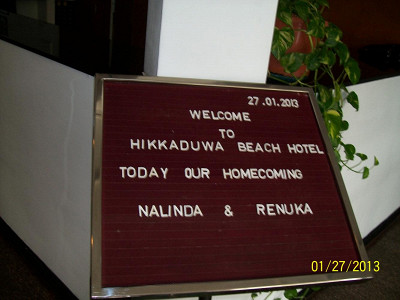 27.01.2013
WELCOME
TO
HIKKADUWA BEACH HOTEL
TODAY OUR HOMECOMING
NALINDA & RENUKA
01/27/2013